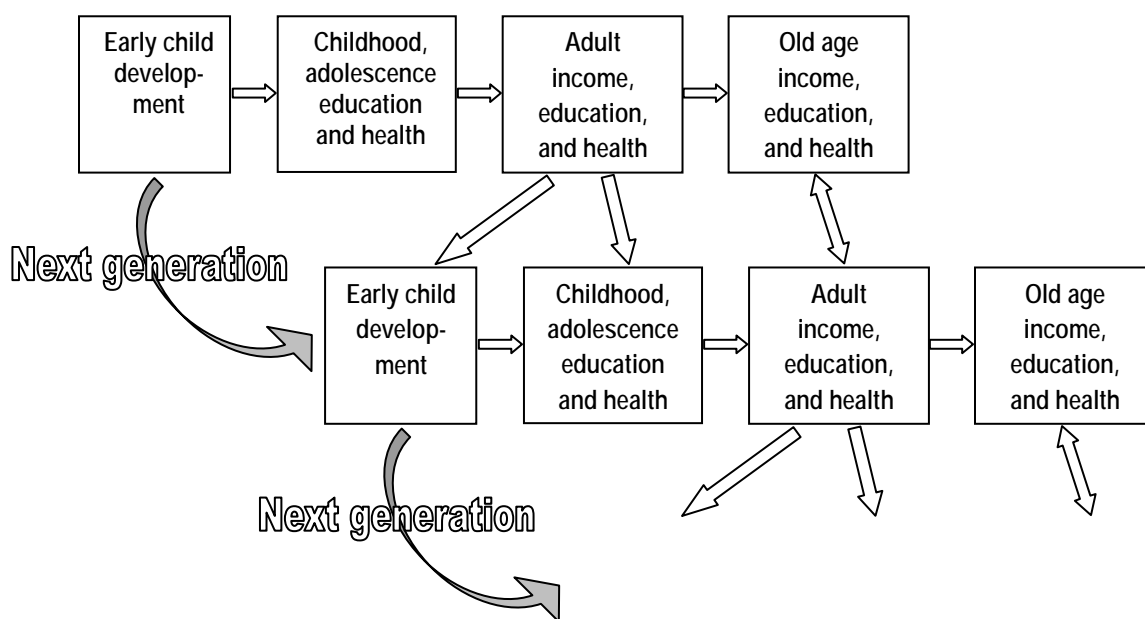 Early child
develop-
ment
Childhood,
adolescence
education
and health
Adult
income,
education,
and health
Old age
income,
education,
and health
Next generation
Early child
develop-
ment
Childhood,
adolescence
education
and health
Adult
income,
education,
and health
Old age
income,
education,
and health
Next generation